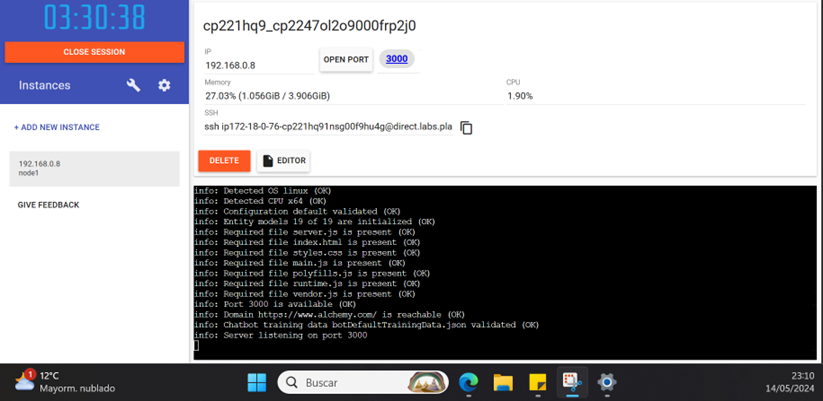 03:30:38
CLOSE SESSION
Instances
+ ADD NEW INSTANCE
192.168.0.8
node1
GIVE FEEDBACK
cp221hq9_cp2247ol2o9000frp2j0
IP
192.168.0.8
OPEN PORT
3000
Memory
27.03% (1.056GiB / 3.906GiB)
CPU
1.90%
SSH
ssh ip172-18-0-76-cp221hq91nsg00f9hu4g@direct.labs.pla
DELETE
EDITOR
info: Detected OS linux (OK)
info: Detected CPU x64 (OK)
info: Configuration default validated (OK)
info: Entity models 19 of 19 are initialized (OK)
info: Required file server.js is present (OK)
info: Required file index.html is present (OK)
info: Required file styles.css is present (OK)
info: Required file main.js is present (OK)
info: Required file polyfills.js is present (OK)
info: Required file runtime.js is present (OK)
info: Required file vendor.js is present (OK)
info: Port 3000 is available (OK)
info: Domain https://www.alchemy.com/ is reachable (OK)
info: Chatbot training data botDefaultTrainingData.json validated (OK)
info: Server listening on port 3000
1
12°C
Mayorm. nublado
Buscar
23:10
14/05/2024